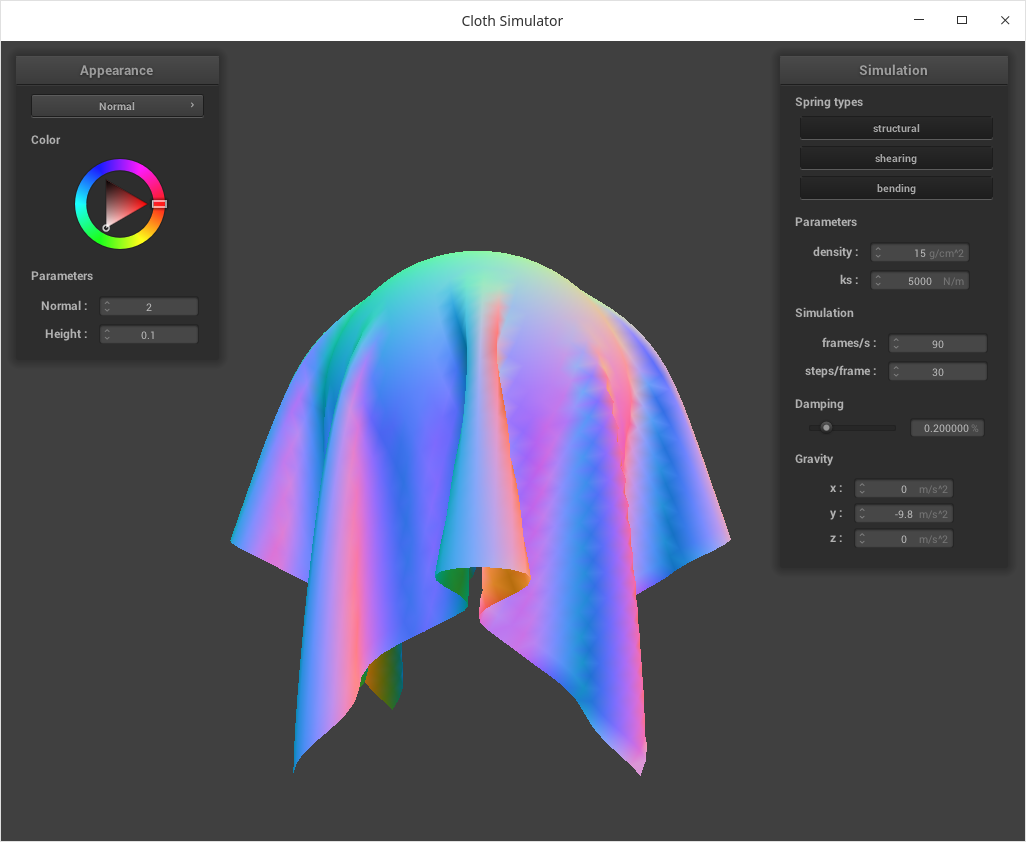 Cloth Simulator
Appearance
Normal
Color
Parameters
Normal : 2
Height : 0.1
Simulation
Spring types
structural
shearing
bending
Parameters
density : 15 g/cm^2
ks : 5000 N/m
Simulation
frames/s : 90
steps/frame : 30
Damping
0.200000 %
Gravity
x : 0 m/s^2
y : -9.8 m/s^2
z : 0 m/s^2